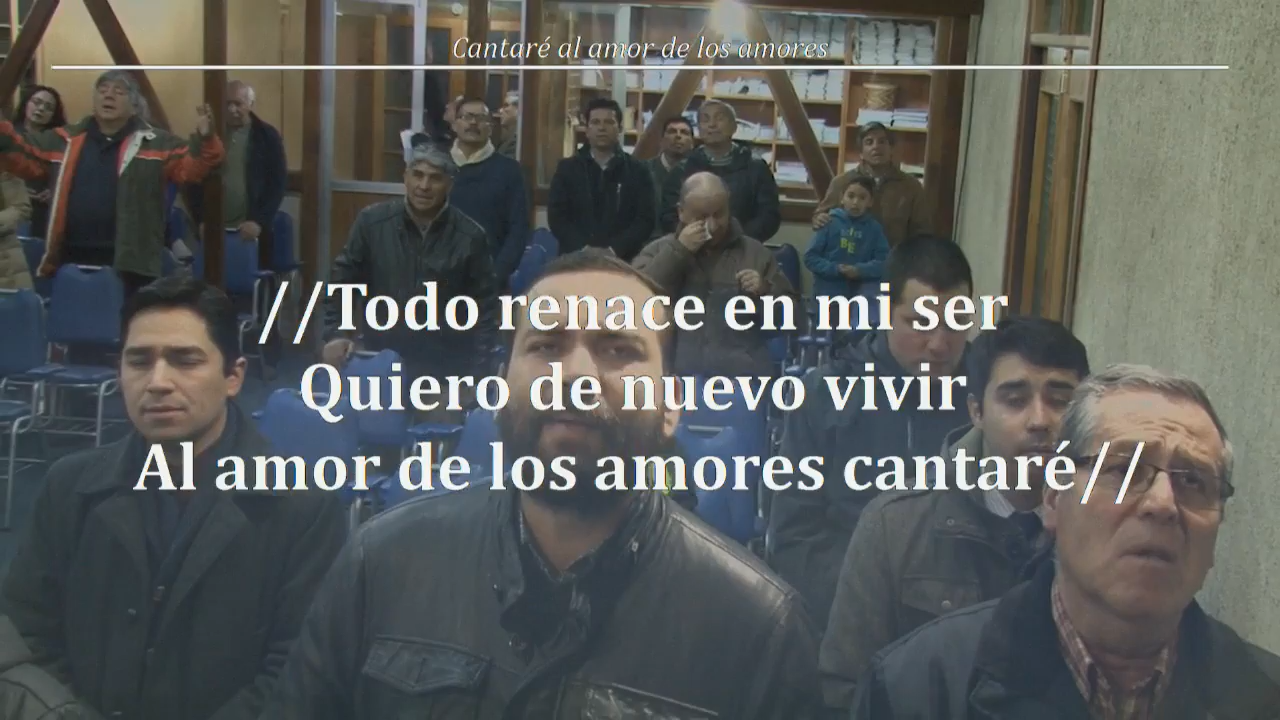 Cantaré al amor de los amores
//Todo renace en mi ser
Quiero de nuevo vivir
Al amor de los amores cantaré//
BE